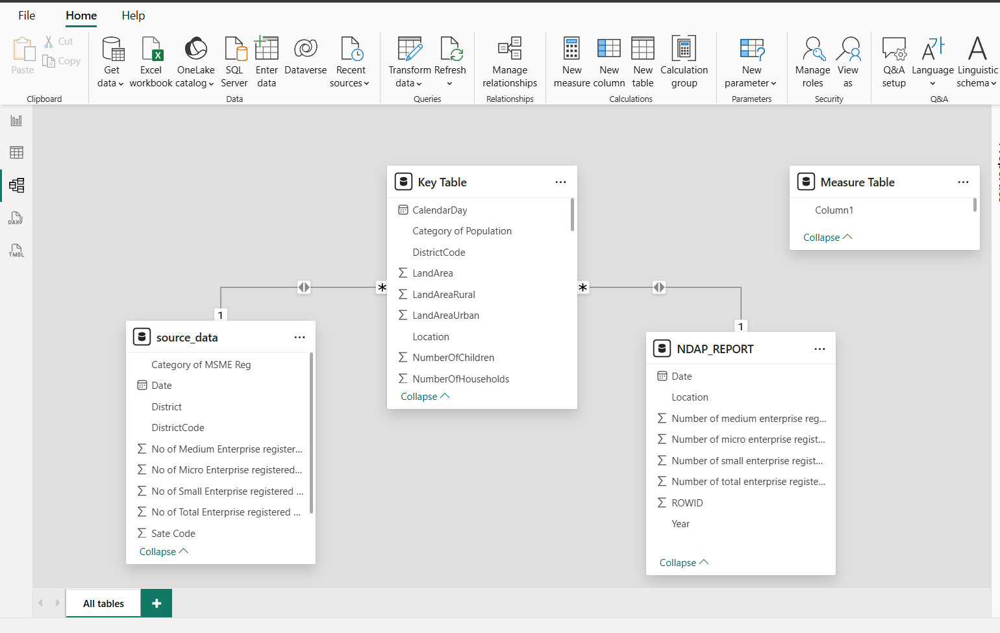 File Home Help
Paste
Cut
Copy
Clipboard
Get data
Excel workbook
OneLake catalog
SQL Server
Enter data
Dataverse
Recent sources
Data
Transform data
Refresh
Queries
Manage relationships
Relationships
New measure
New column
New table
Calculation group
Calculations
New parameter
Parameters
Manage roles
View as
Security
Q&A setup
Language
Linguistic schema
Q&A
DAX
TMDL
Key Table
CalendarDay
Category of Population
DistrictCode
LandArea
LandAreaRural
LandAreaUrban
Location
NumberOfChildren
NumberOfHouseholds
Collapse
Measure Table
Column1
Collapse
*
*
1
1
source_data
Category of MSME Reg
Date
District
DistrictCode
No of Medium Enterprise register...
No of Micro Enterprise registered...
No of Small Enterprise registered ...
No of Total Enterprise registered ...
Sate Code
Collapse
NDAP_REPORT
Date
Location
Number of medium enterprise reg...
Number of micro enterprise regist...
Number of small enterprise regist...
Number of total enterprise registe...
ROWID
Year
Collapse
All tables